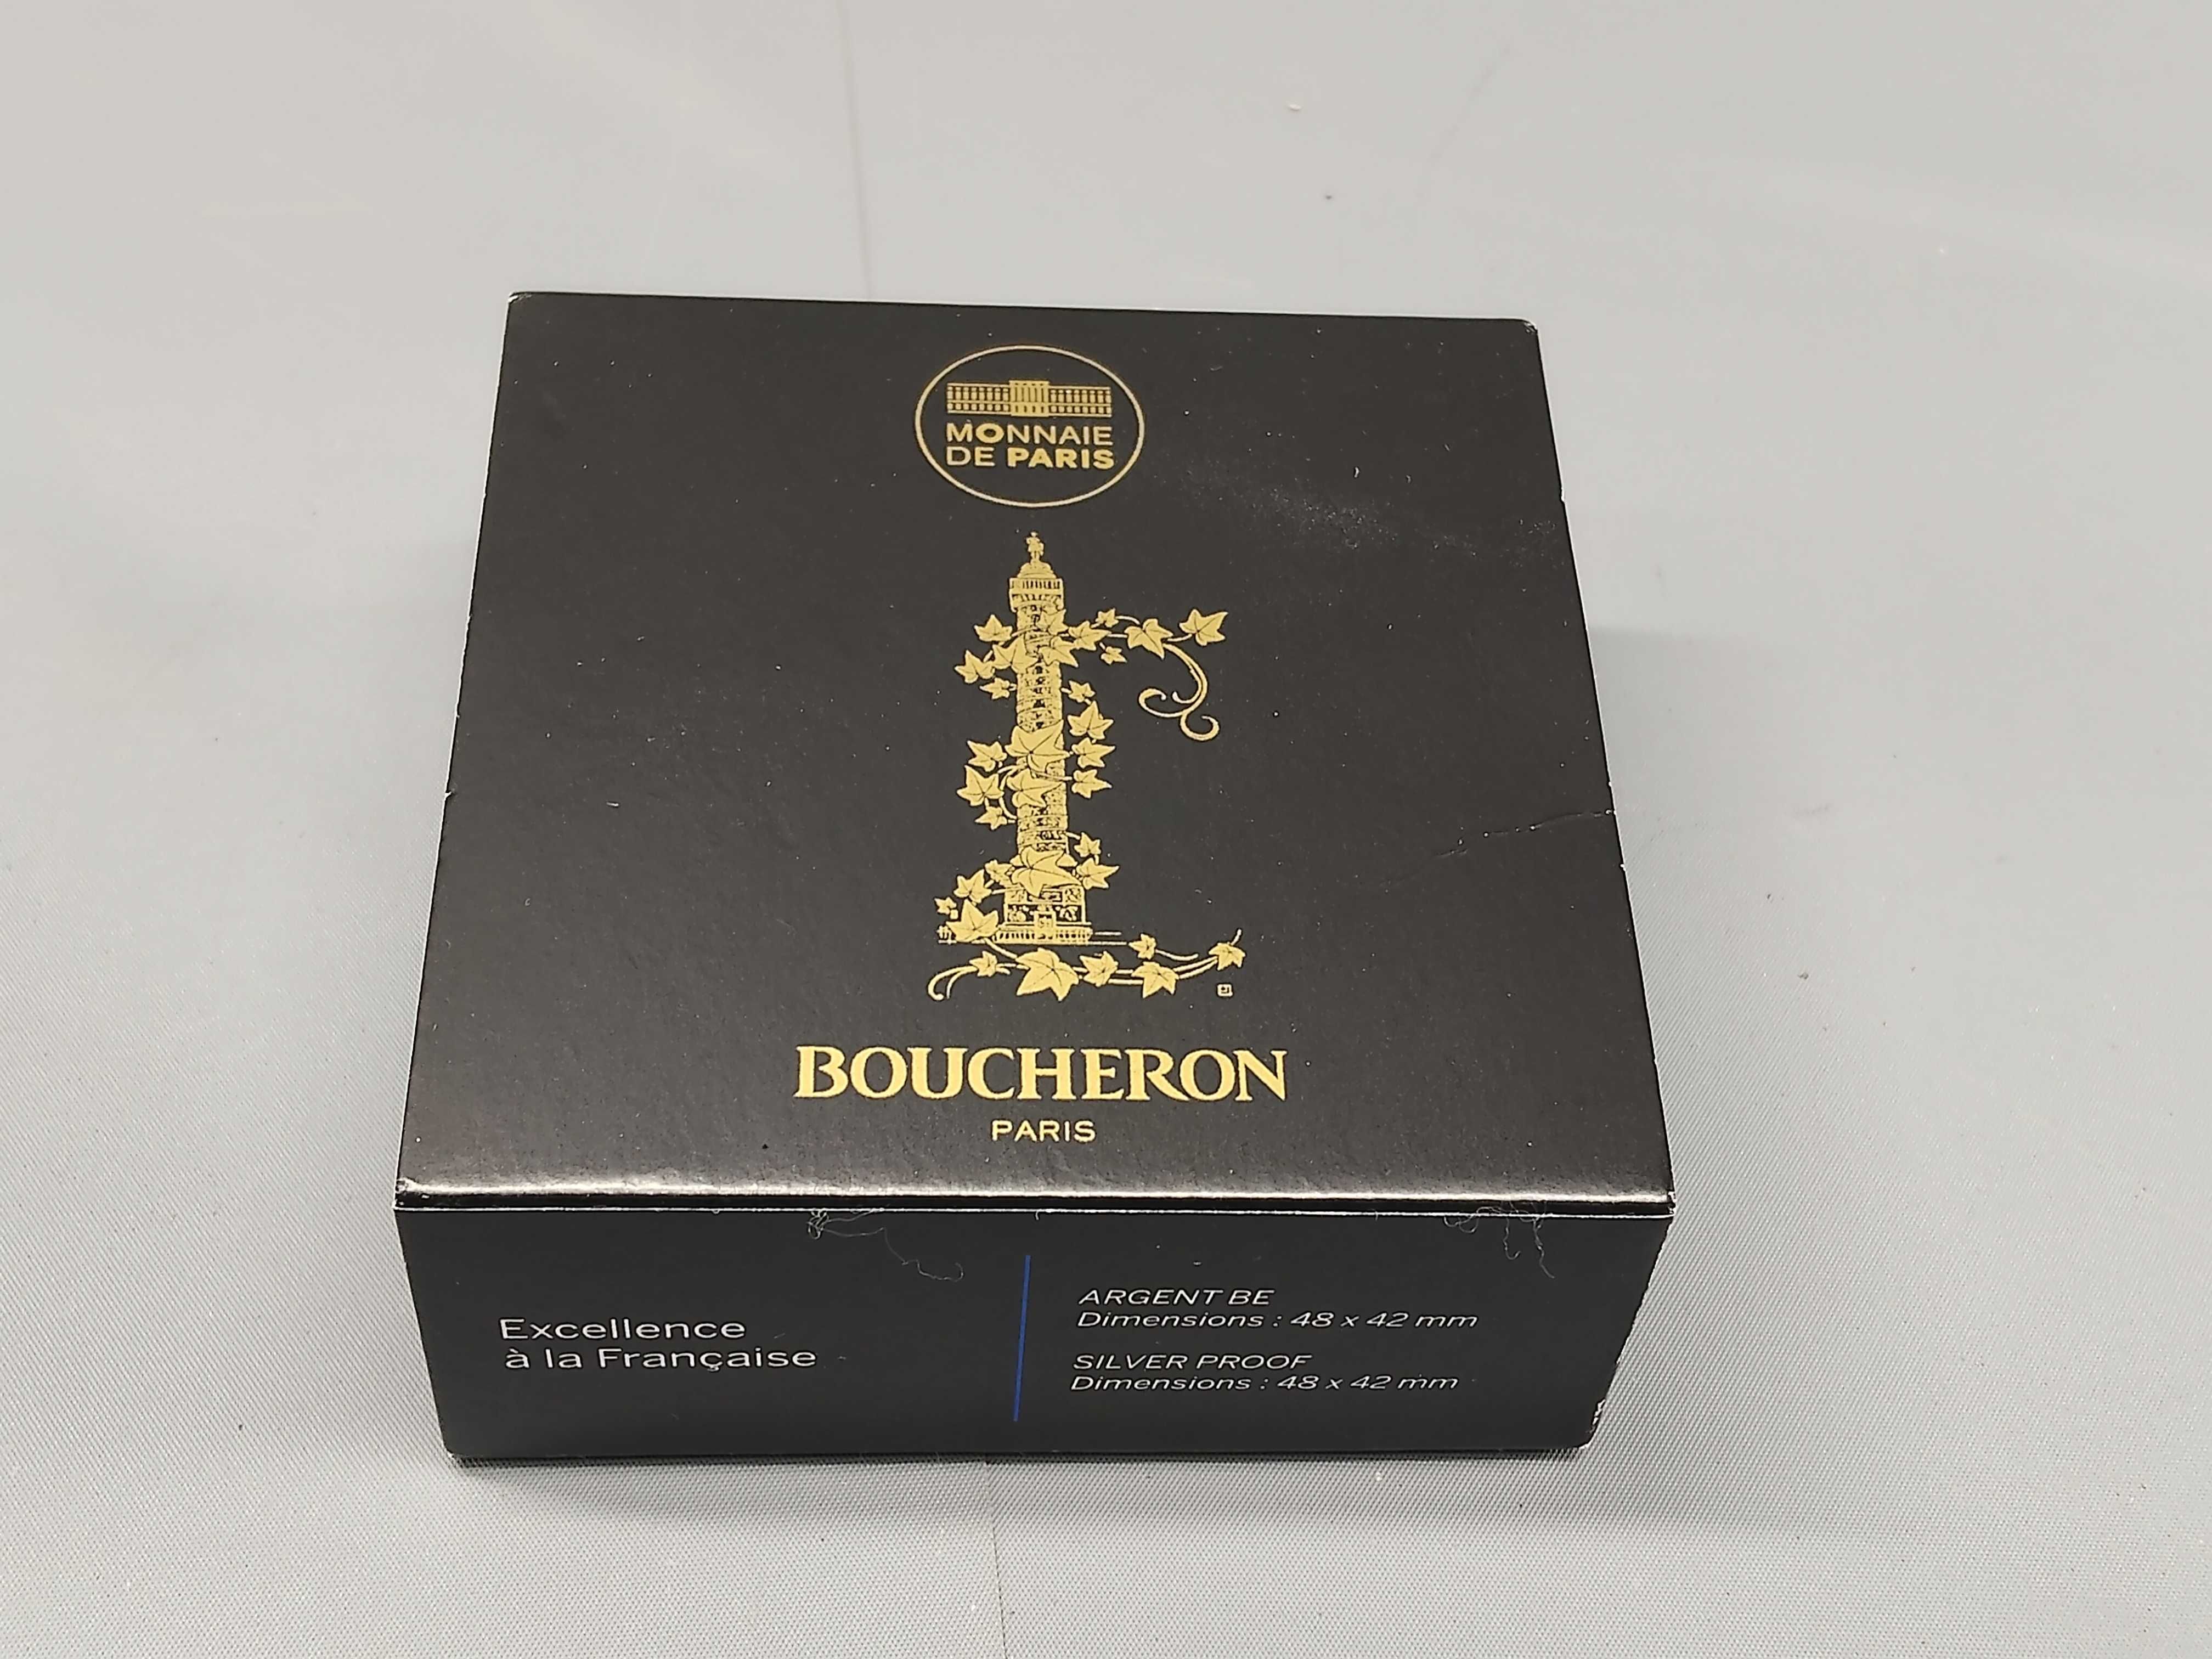 MONNAIE
DE PARIS
BOUCHERON
PARIS
Excellence
à la Française
ARGENT BE
Dimensions : 48 x 42 mm
SILVER PROOF
Dimensions : 48 x 42 mm